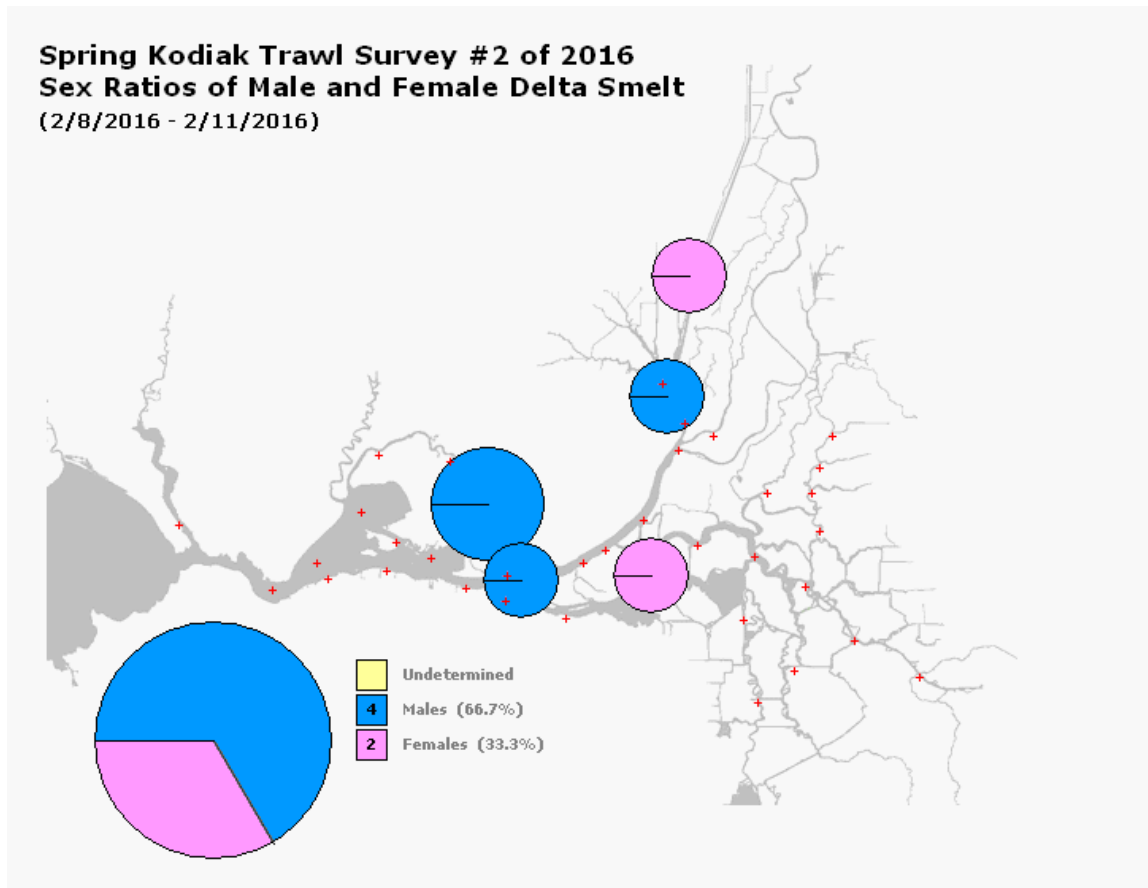 Spring Kodiak Trawl Survey #2 of 2016
Sex Ratios of Male and Female Delta Smelt
(2/8/2016 - 2/11/2016)
Undetermined
4 Males (66.7%)
2 Females (33.3%)